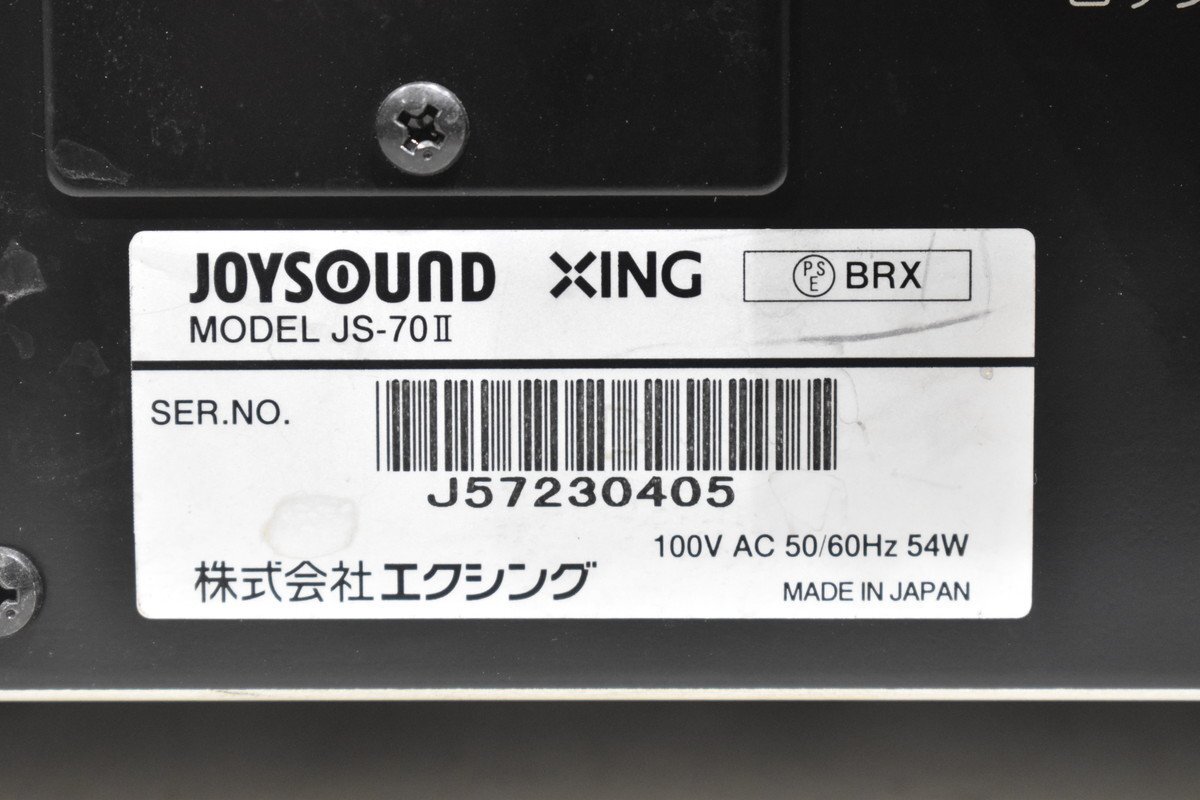 JOYSOUND XING PSE BRX
MODEL JS-70Ⅱ
SER.NO.
J57230405
100V AC 50/60Hz 54W
株式会社エクシング
MADE IN JAPAN